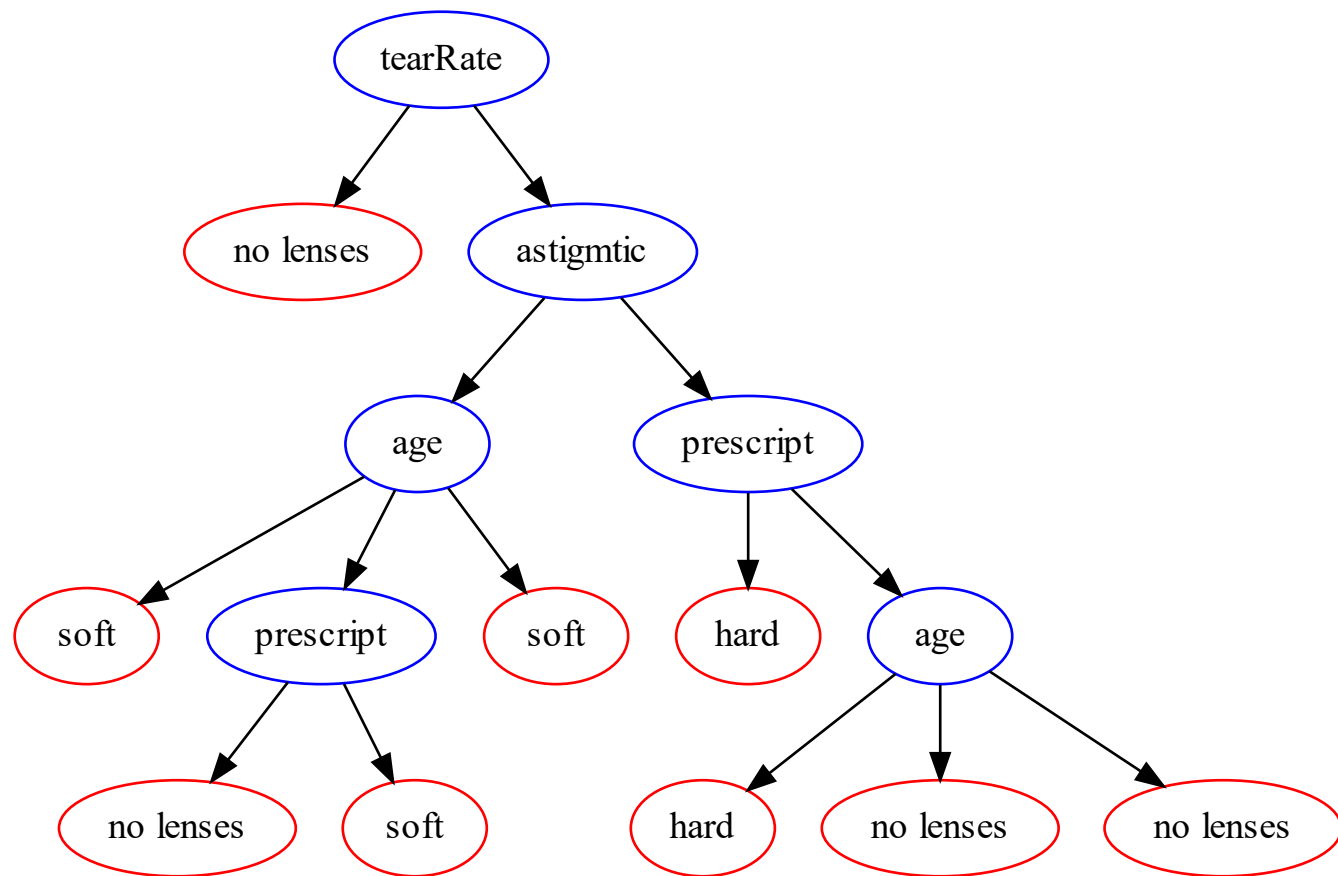 tearRate
no lenses
astigmtic
age
prescript
soft
prescript
soft
hard
age
no lenses
soft
hard
no lenses
no lenses